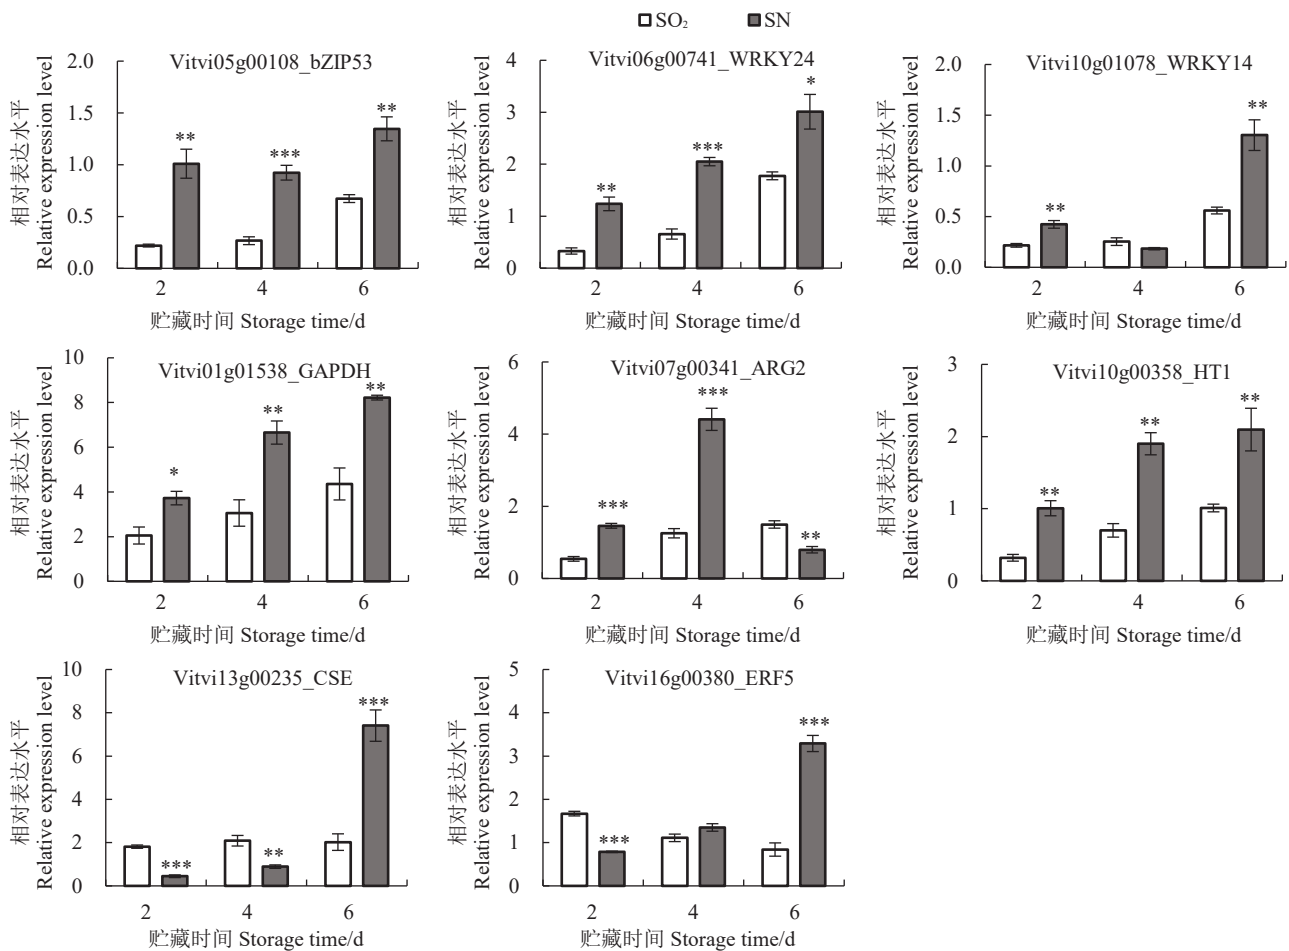 SO₂ SN
Vitvi05g00108_bZIP53
相对表达水平
Relative expression level
2.0
1.5
1.0
0.5
0.0
**
***
**
2 4 6
贮藏时间 Storage time/d
Vitvi06g00741_WRKY24
相对表达水平
Relative expression level
4
3
2
1
0
**
***
*
2 4 6
贮藏时间 Storage time/d
Vitvi10g01078_WRKY14
相对表达水平
Relative expression level
2.0
1.5
1.0
0.5
0.0
**
**
2 4 6
贮藏时间 Storage time/d
Vitvi01g01538_GAPDH
相对表达水平
Relative expression level
10
8
6
4
2
0
*
**
**
2 4 6
贮藏时间 Storage time/d
Vitvi07g00341_ARG2
相对表达水平
Relative expression level
6
4
2
0
***
***
**
2 4 6
贮藏时间 Storage time/d
Vitvi10g00358_HT1
相对表达水平
Relative expression level
3
2
1
0
**
**
**
2 4 6
贮藏时间 Storage time/d
Vitvi13g00235_CSE
相对表达水平
Relative expression level
10
8
6
4
2
0
***
**
***
2 4 6
贮藏时间 Storage time/d
Vitvi16g00380_ERF5
相对表达水平
Relative expression level
5
4
3
2
1
0
***
***
2 4 6
贮藏时间 Storage time/d